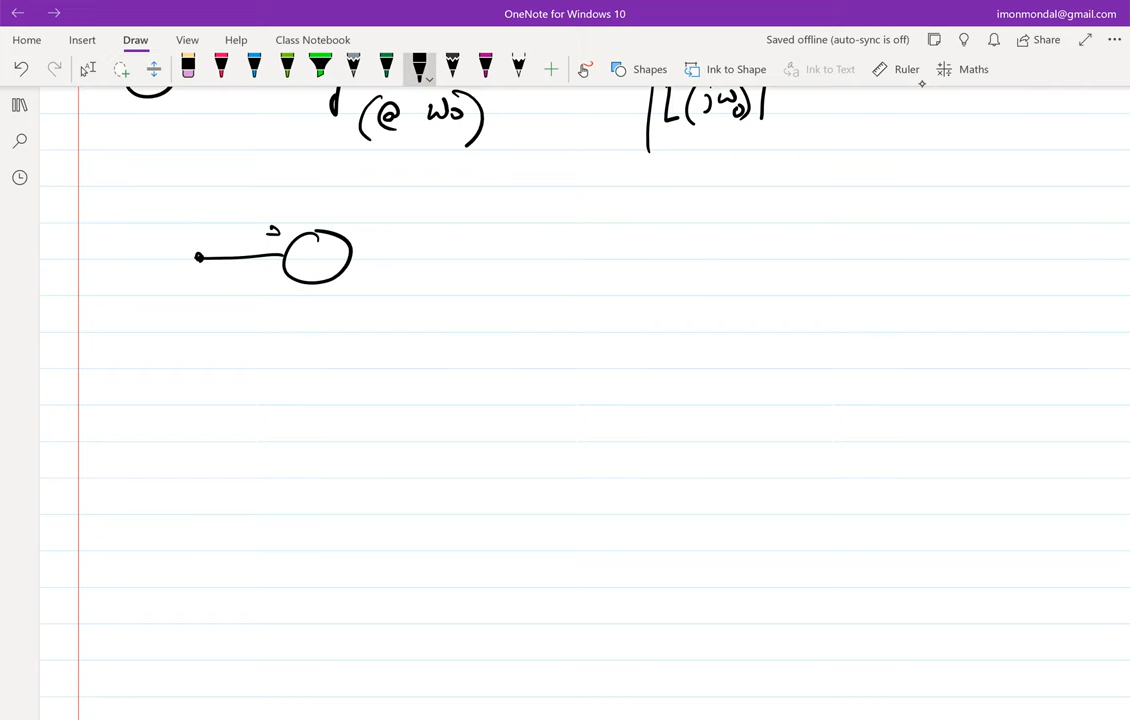 OneNote for Windows 10
imonmondal@gmail.com
Home Insert Draw View Help Class Notebook
Saved offline (auto-sync is off) Share
Shapes Ink to Shape Ink to Text Ruler Maths
(@ ω₀) |L(jω₀)|